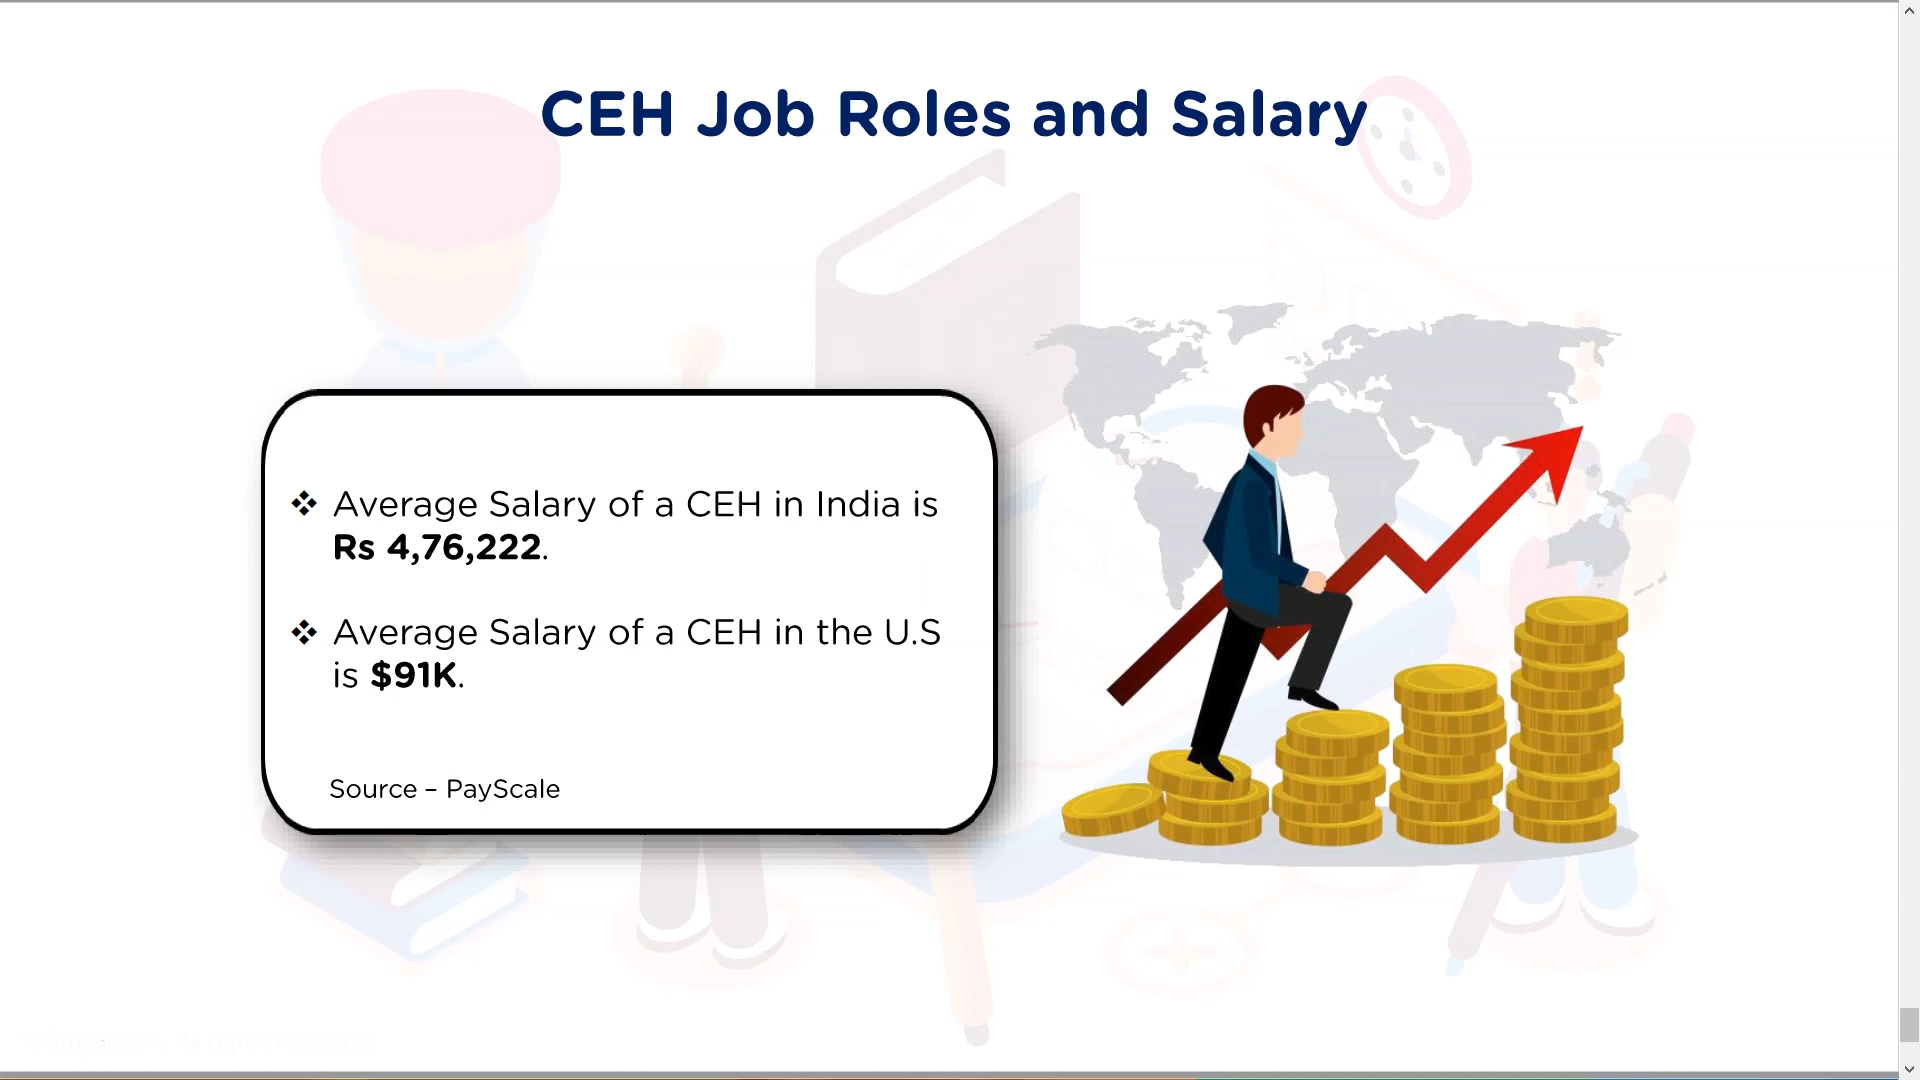 CEH Job Roles and Salary
❖ Average Salary of a CEH in India is
Rs 4,76,222.
❖ Average Salary of a CEH in the U.S
is $91K.
Source – PayScale